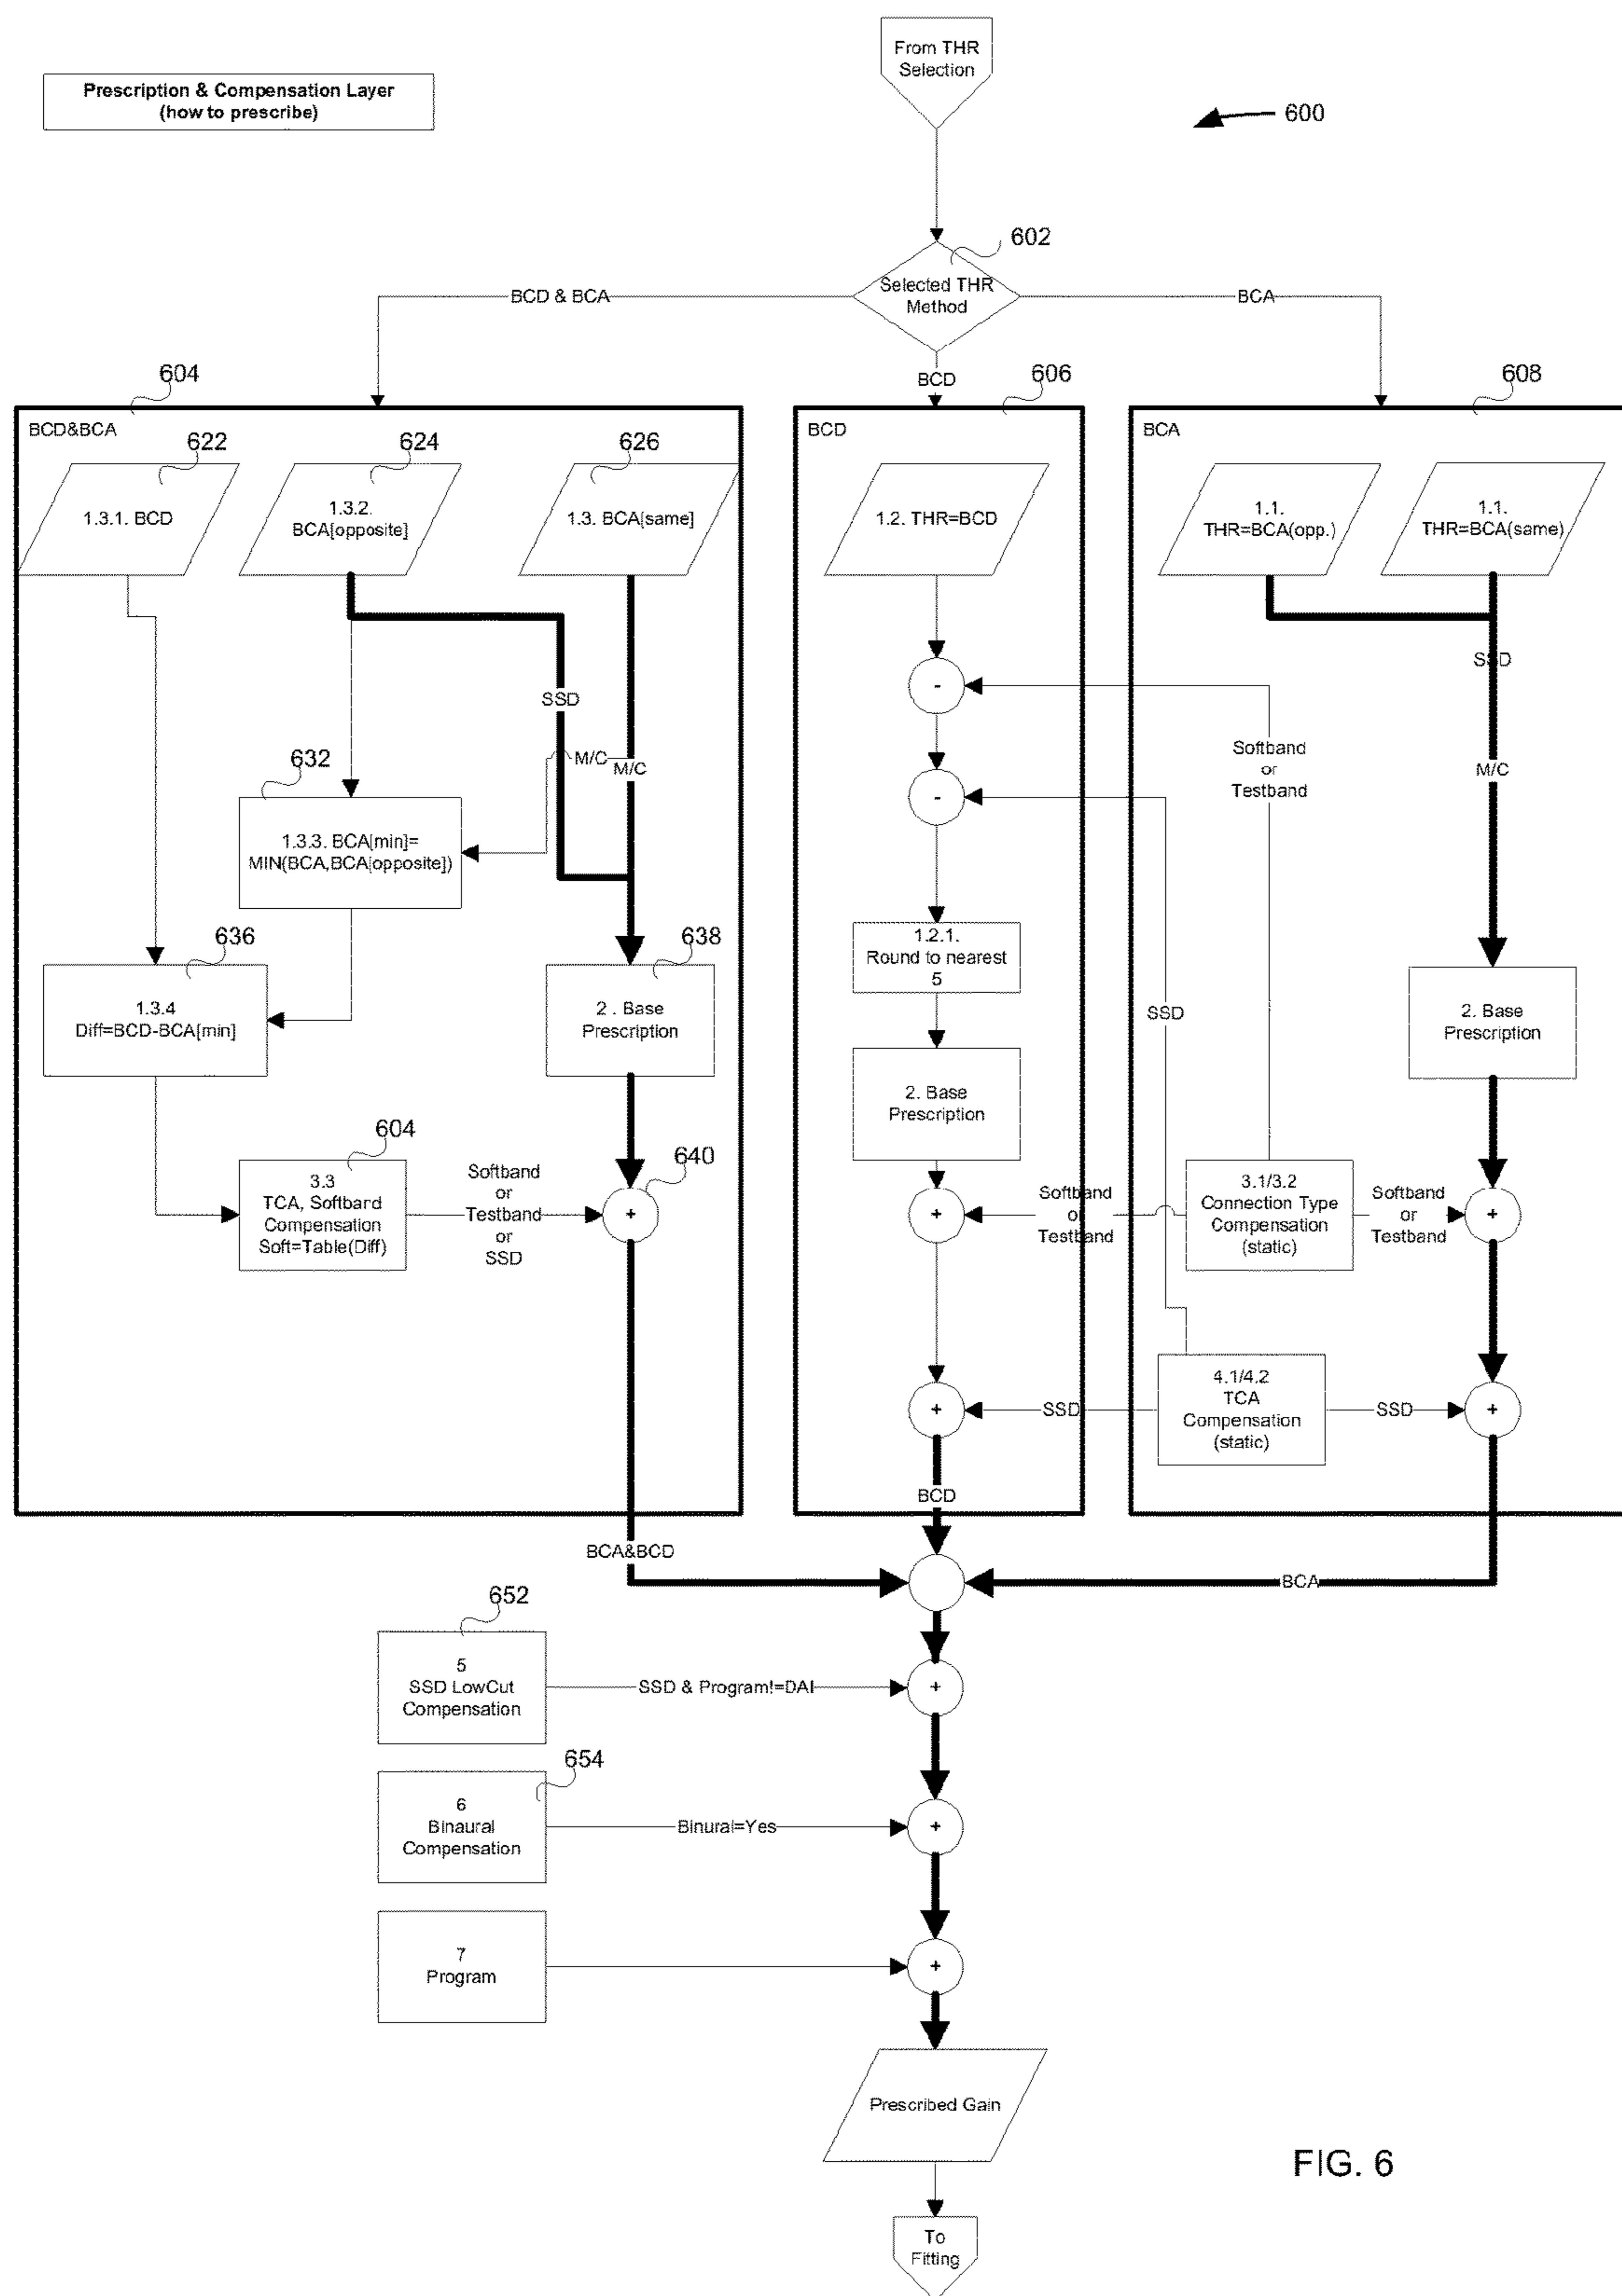 From THR
Selection
Prescription & Compensation Layer
(how to prescribe)
600
602
Selected THR
Method
BCD & BCA
BCA
BCD
604
606
608
BCD&BCA
BCD
BCA
622
624
626
1.3.1. BCD
1.3.2.
BCA[opposite]
1.3. BCA[same]
1.2. THR=BCD
1.1.
THR=BCA(opp.)
1.1.
THR=BCA(same)
-
SSD
SSD
632
M/C
M/C
Softband
or
Testband
M/C
-
1.3.3. BCA[min]=
MIN(BCA,BCA[opposite])
636
638
1.2.1.
Round to nearest
5
1.3.4
Diff=BCD-BCA[min]
2 . Base
Prescription
SSD
2. Base
Prescription
2. Base
Prescription
604
640
3.3
TCA, Softband
Compensation
Soft=Table(Diff)
Softband
or
Testband
or
SSD
+
+
Softband
or
Testband
3.1/3.2
Connection Type
Compensation
(static)
Softband
or
Testband
+
+
SSD
4.1/4.2
TCA
Compensation
(static)
SSD
+
BCD
BCA&BCD
BCA
652
5
SSD LowCut
Compensation
SSD & Program!=DAI
+
654
6
Binaural
Compensation
Binural=Yes
+
7
Program
+
Prescribed Gain
FIG. 6
To
Fitting